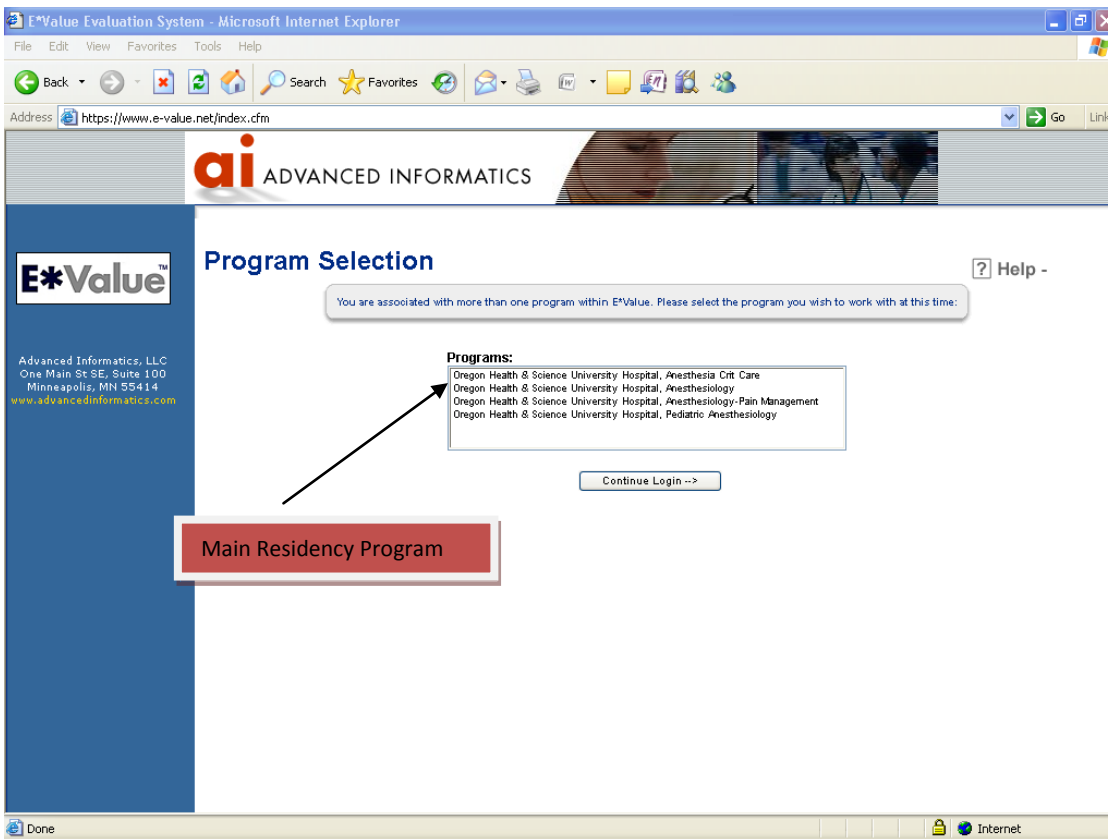 E*Value Evaluation System - Microsoft Internet Explorer
File Edit View Favorites Tools Help
Back Search Favorites
Address https://www.e-value.net/index.cfm Go Link
ai ADVANCED INFORMATICS
E*Value™
Program Selection
? Help -
You are associated with more than one program within E*Value. Please select the program you wish to work with at this time:
Advanced Informatics, LLC
One Main St SE, Suite 100
Minneapolis, MN 55414
www.advancedinformatics.com
Programs:
Oregon Health & Science University Hospital, Anesthesia Crit Care
Oregon Health & Science University Hospital, Anesthesiology
Oregon Health & Science University Hospital, Anesthesiology-Pain Management
Oregon Health & Science University Hospital, Pediatric Anesthesiology
Continue Login -->
Main Residency Program
Done Internet